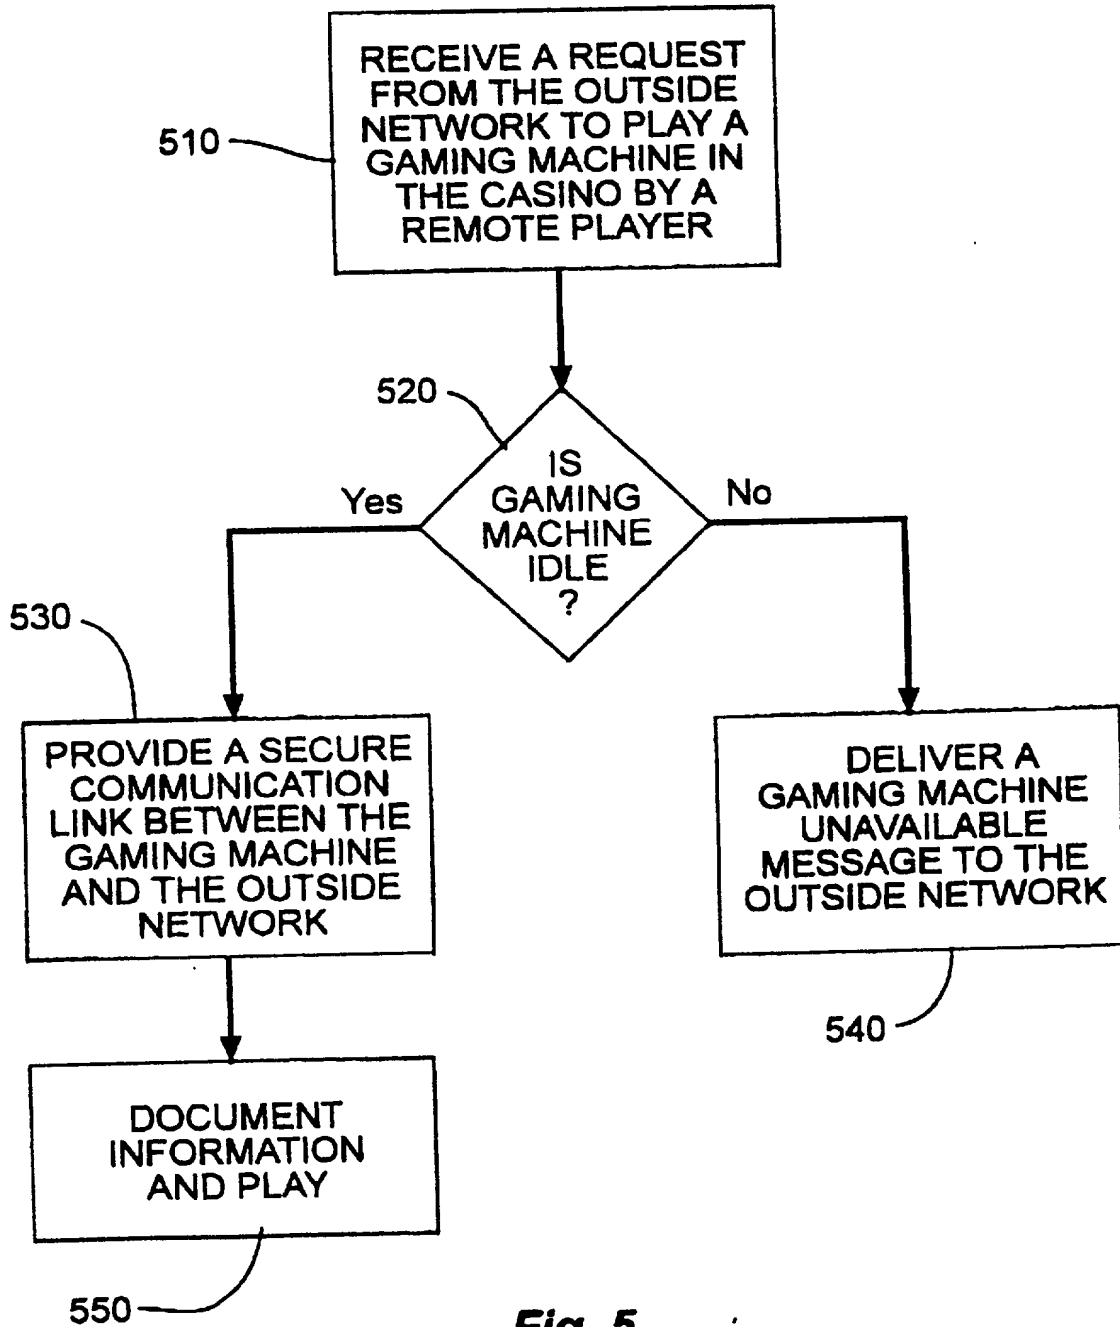 RECEIVE A REQUEST
FROM THE OUTSIDE
NETWORK TO PLAY A
GAMING MACHINE IN
THE CASINO BY A
REMOTE PLAYER
510
520
IS
GAMING
MACHINE
IDLE
?
Yes
No
530
PROVIDE A SECURE
COMMUNICATION
LINK BETWEEN THE
GAMING MACHINE
AND THE OUTSIDE
NETWORK
DELIVER A
GAMING MACHINE
UNAVAILABLE
MESSAGE TO THE
OUTSIDE NETWORK
540
DOCUMENT
INFORMATION
AND PLAY
550
Fig. 5